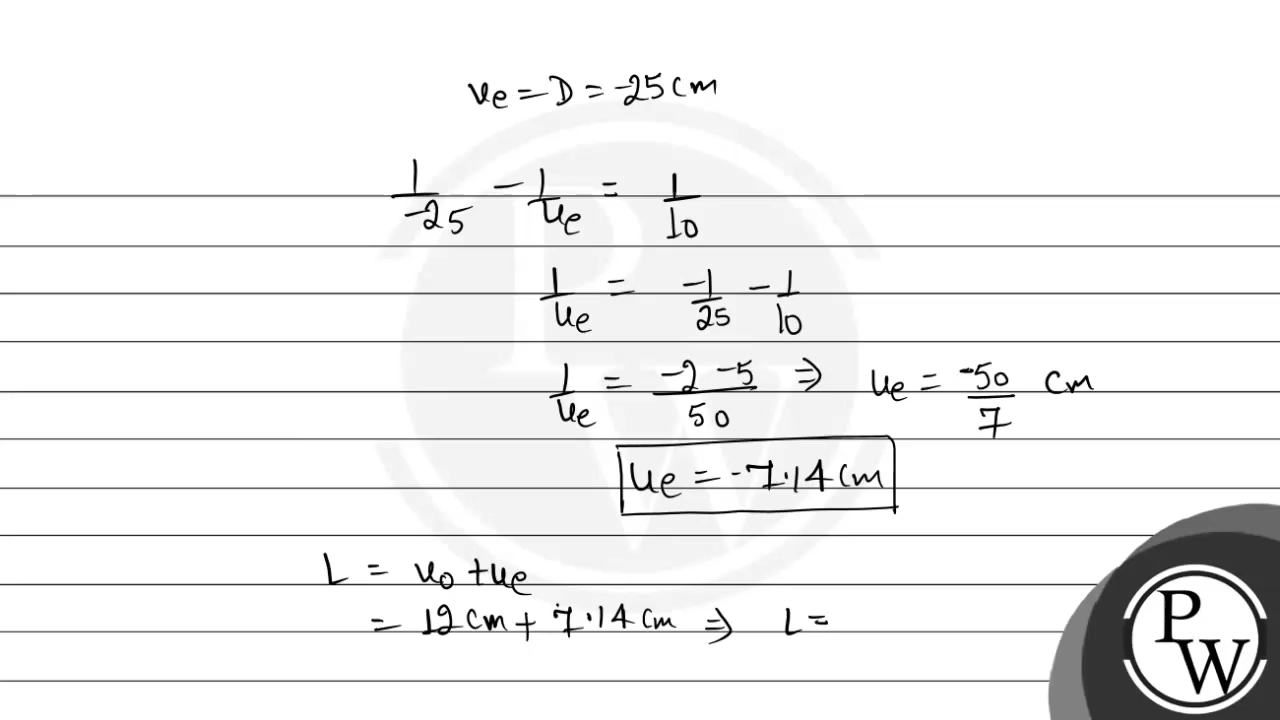 vₑ = D = -25 cm
1/-25 - 1/uₑ = 1/10
1/uₑ = -1/25 - 1/10
1/uₑ = -2 -5/50 ⇒ uₑ = -50/7 cm
uₑ = -7.14 cm
L = v₀ + uₑ
= 12 cm + 7.14 cm ⇒ L =
PW
PW